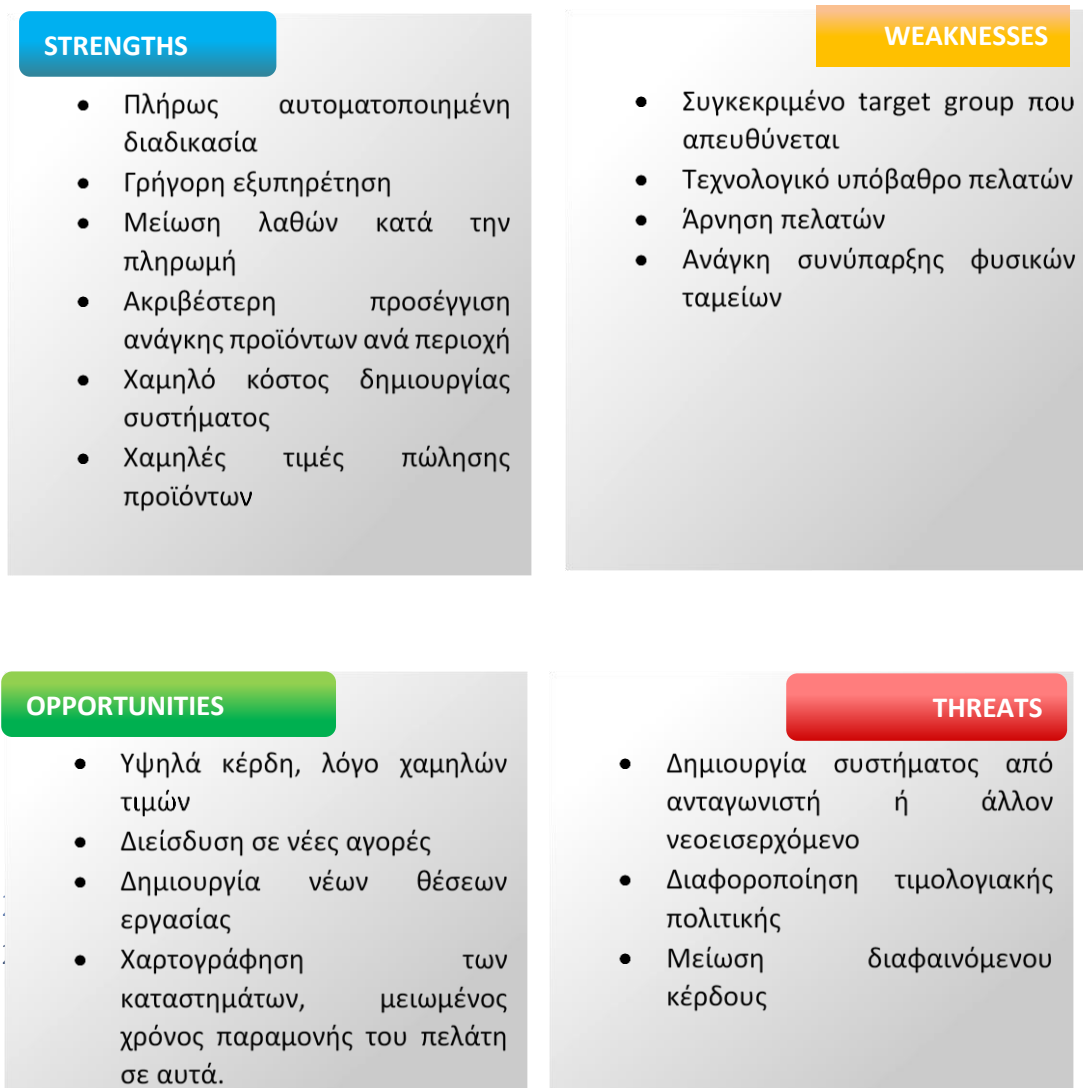 STRENGTHS
• Πλήρως αυτοματοποιημένη
διαδικασία
• Γρήγορη εξυπηρέτηση
• Μείωση λαθών κατά την
πληρωμή
• Ακριβέστερη προσέγγιση
ανάγκης προϊόντων ανά περιοχή
• Χαμηλό κόστος δημιουργίας
συστήματος
• Χαμηλές τιμές πώλησης
προϊόντων
WEAKNESSES
• Συγκεκριμένο target group που
απευθύνεται
• Τεχνολογικό υπόβαθρο πελατών
• Άρνηση πελατών
• Ανάγκη συνύπαρξης φυσικών
ταμείων
OPPORTUNITIES
• Υψηλά κέρδη, λόγο χαμηλών
τιμών
• Διείσδυση σε νέες αγορές
• Δημιουργία νέων θέσεων
εργασίας
• Χαρτογράφηση των
καταστημάτων, μειωμένος
χρόνος παραμονής του πελάτη
σε αυτά.
THREATS
• Δημιουργία συστήματος από
ανταγωνιστή ή άλλον
νεοεισερχόμενο
• Διαφοροποίηση τιμολογιακής
πολιτικής
• Μείωση διαφαινόμενου
κέρδους